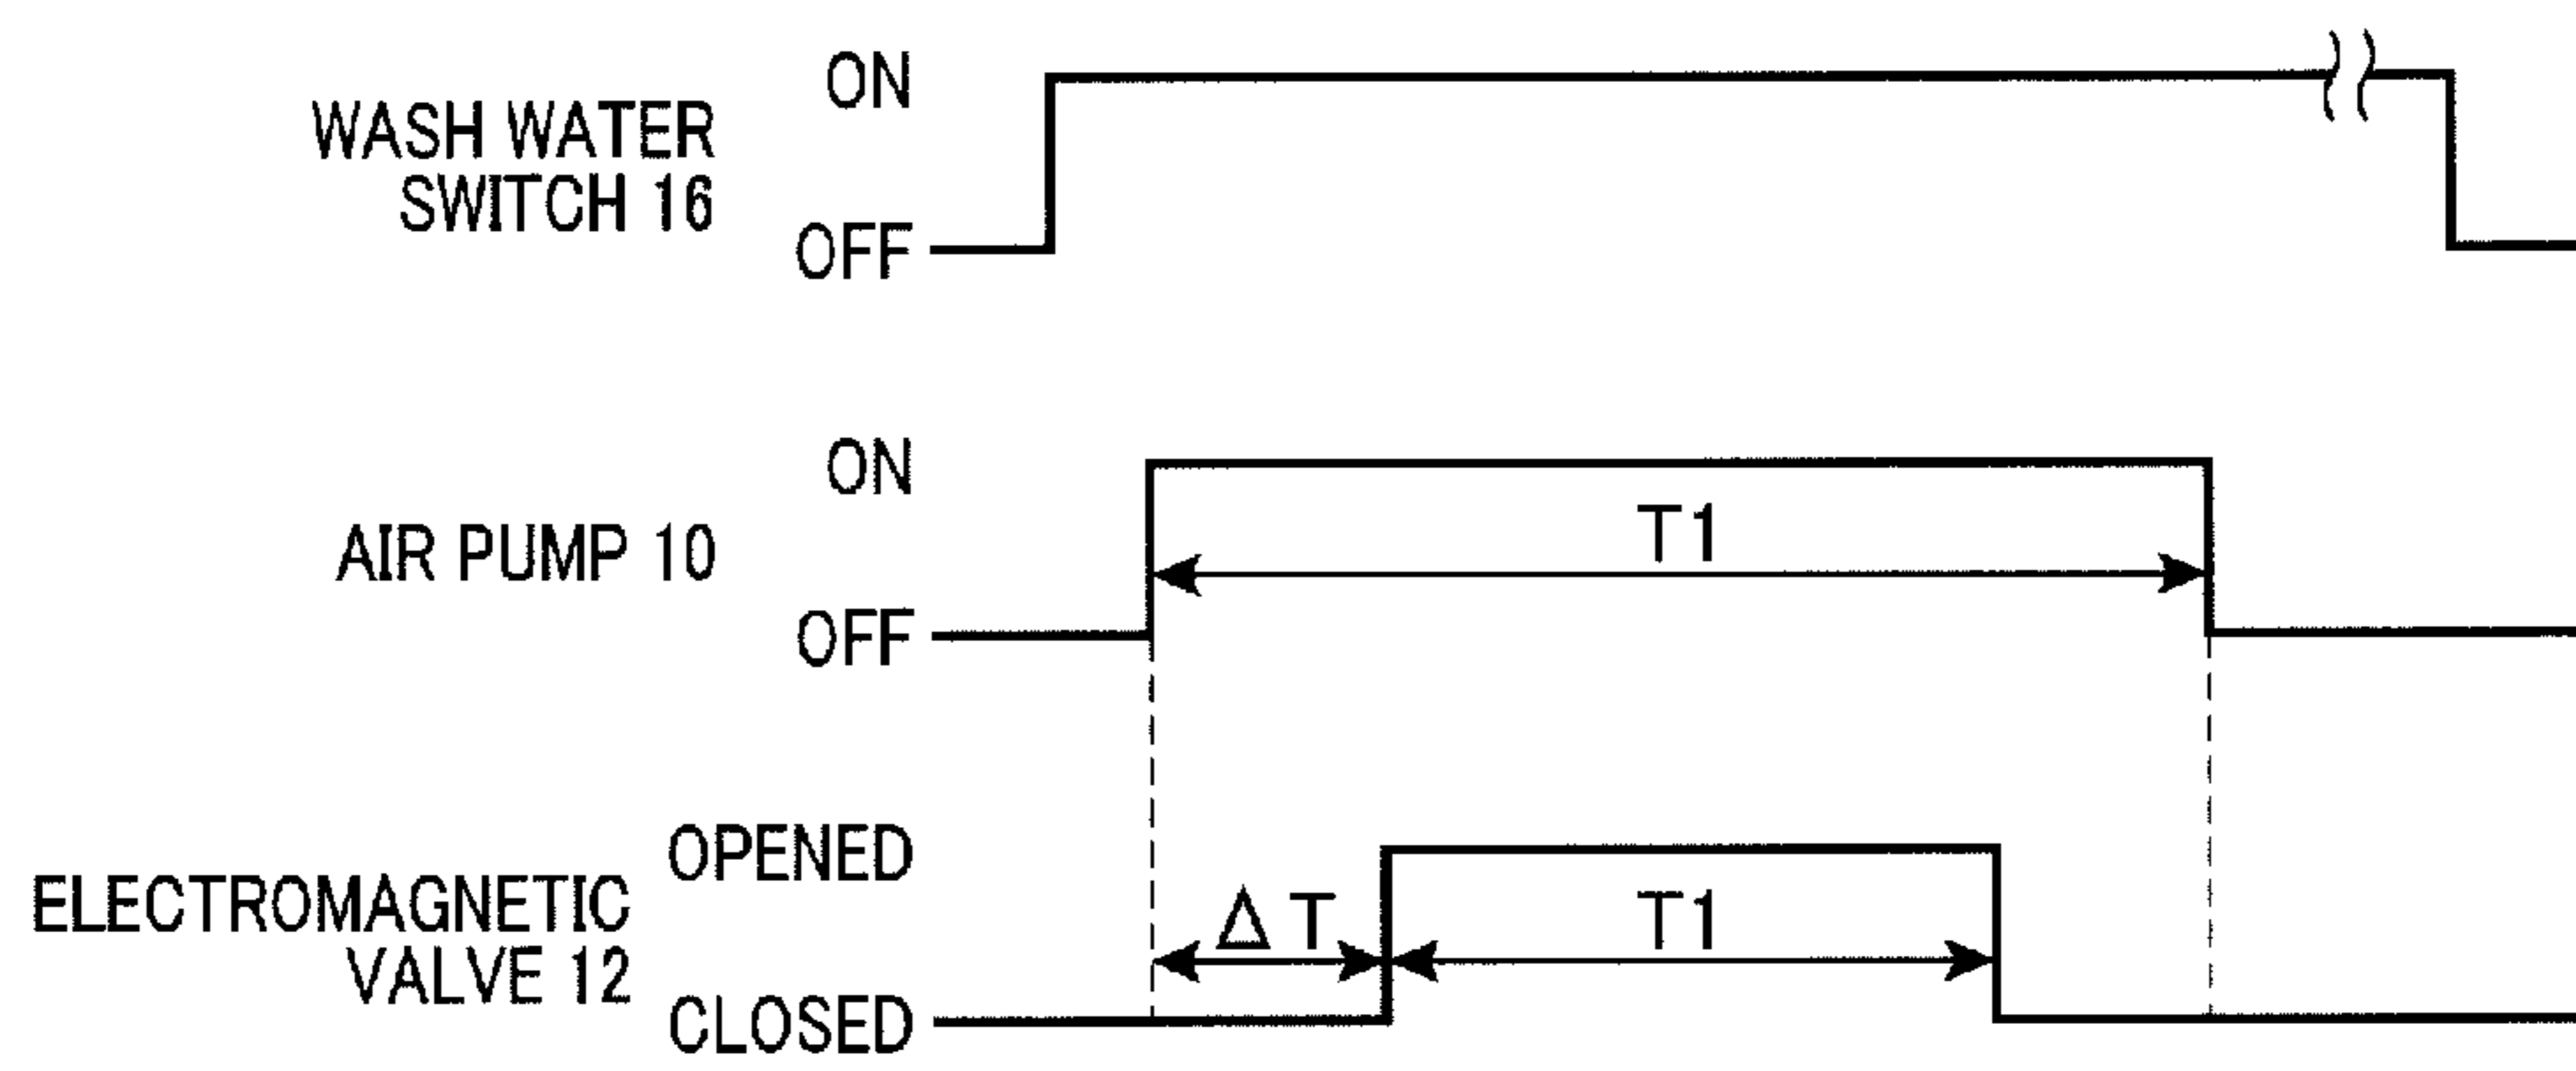 ON
WASH WATER
SWITCH 16
OFF
ON
T1
AIR PUMP 10
OFF
OPENED
ELECTROMAGNETIC
ΔT
T1
VALVE 12
CLOSED